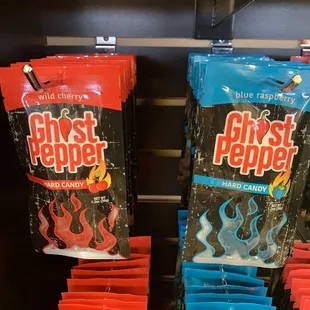 wild cherry
Ghost
Pepper
HARD CANDY
blue raspberry
Ghost
Pepper
HARD CANDY